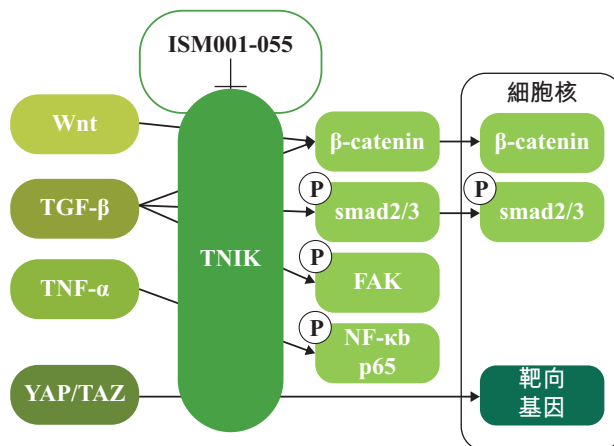 ISM001-055
細胞核
Wnt
β-catenin
β-catenin
P
P
TGF-β
smad2/3
smad2/3
TNIK
P
TNF-α
FAK
P
NF-κb
p65
YAP/TAZ
靶向
基因